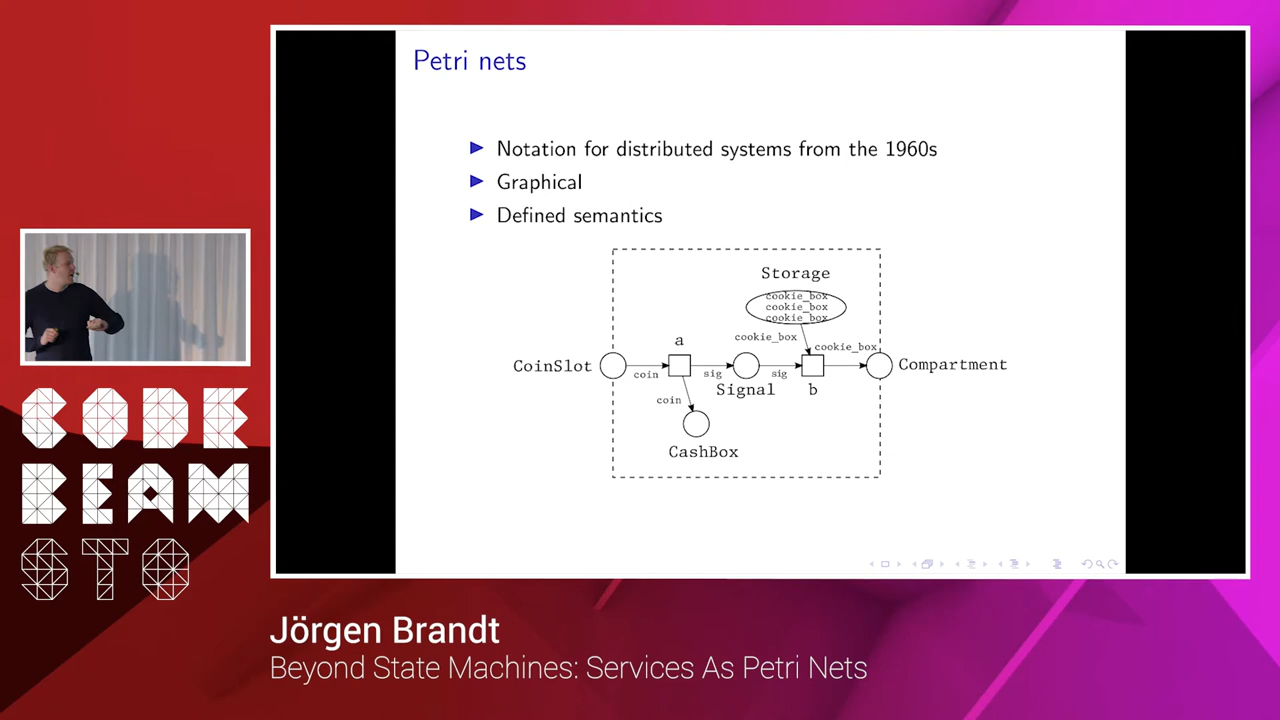 Petri nets
Notation for distributed systems from the 1960s
Graphical
Defined semantics
Storage
cookie_box
cookie_box
cookie_box
cookie_box
cookie_box
a
CoinSlot
coin
sig
sig
Compartment
Signal
b
coin
CashBox
CODE
BEAM
STO
Jörgen Brandt
Beyond State Machines: Services As Petri Nets